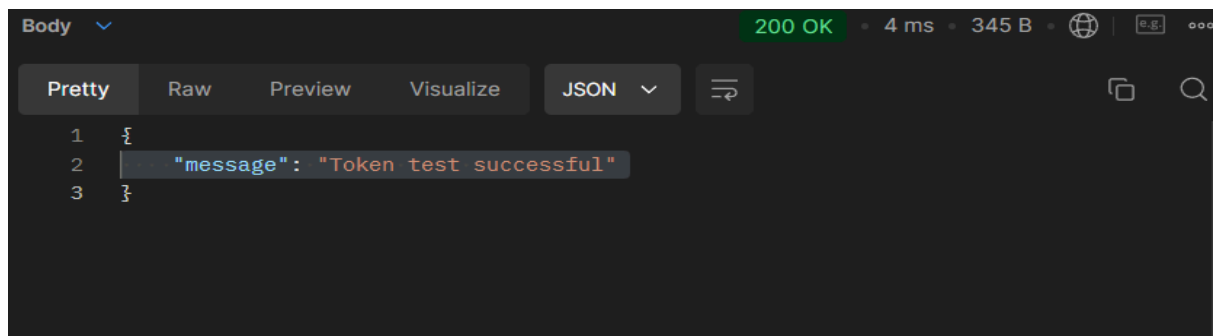 Body
200 OK • 4 ms • 345 B • e.g.
Pretty Raw Preview Visualize JSON
1 {
2 "message": "Token test successful"
3 }